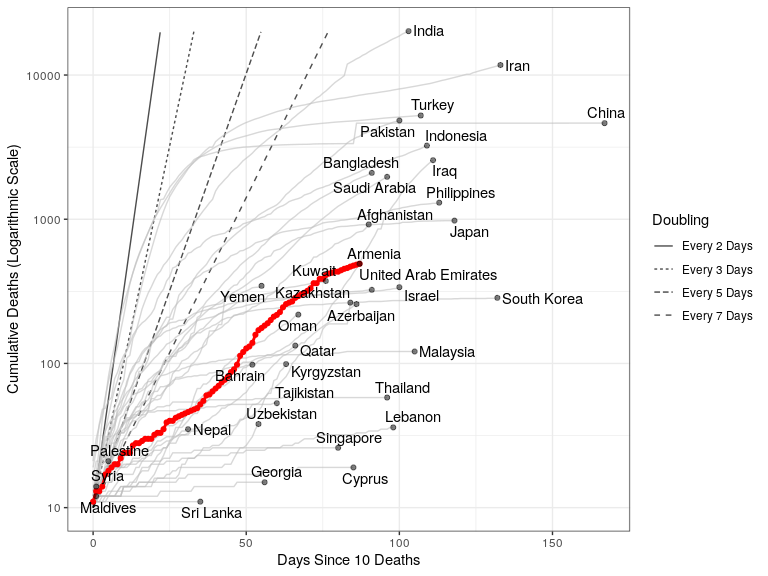 India
Iran
Turkey
China
Pakistan
Indonesia
Bangladesh
Iraq
Saudi Arabia
Philippines
Afghanistan
Japan
Armenia
Kuwait
United Arab Emirates
Yemen
Kazakhstan
Israel
South Korea
Oman
Azerbaijan
Qatar
Malaysia
Bahrain
Kyrgyzstan
Tajikistan
Thailand
Uzbekistan
Lebanon
Nepal
Singapore
Palestine
Syria
Georgia
Cyprus
Maldives
Sri Lanka
10000
1000
100
10
0
50
100
150
Days Since 10 Deaths
Cumulative Deaths (Logarithmic Scale)
Doubling
Every 2 Days
Every 3 Days
Every 5 Days
Every 7 Days